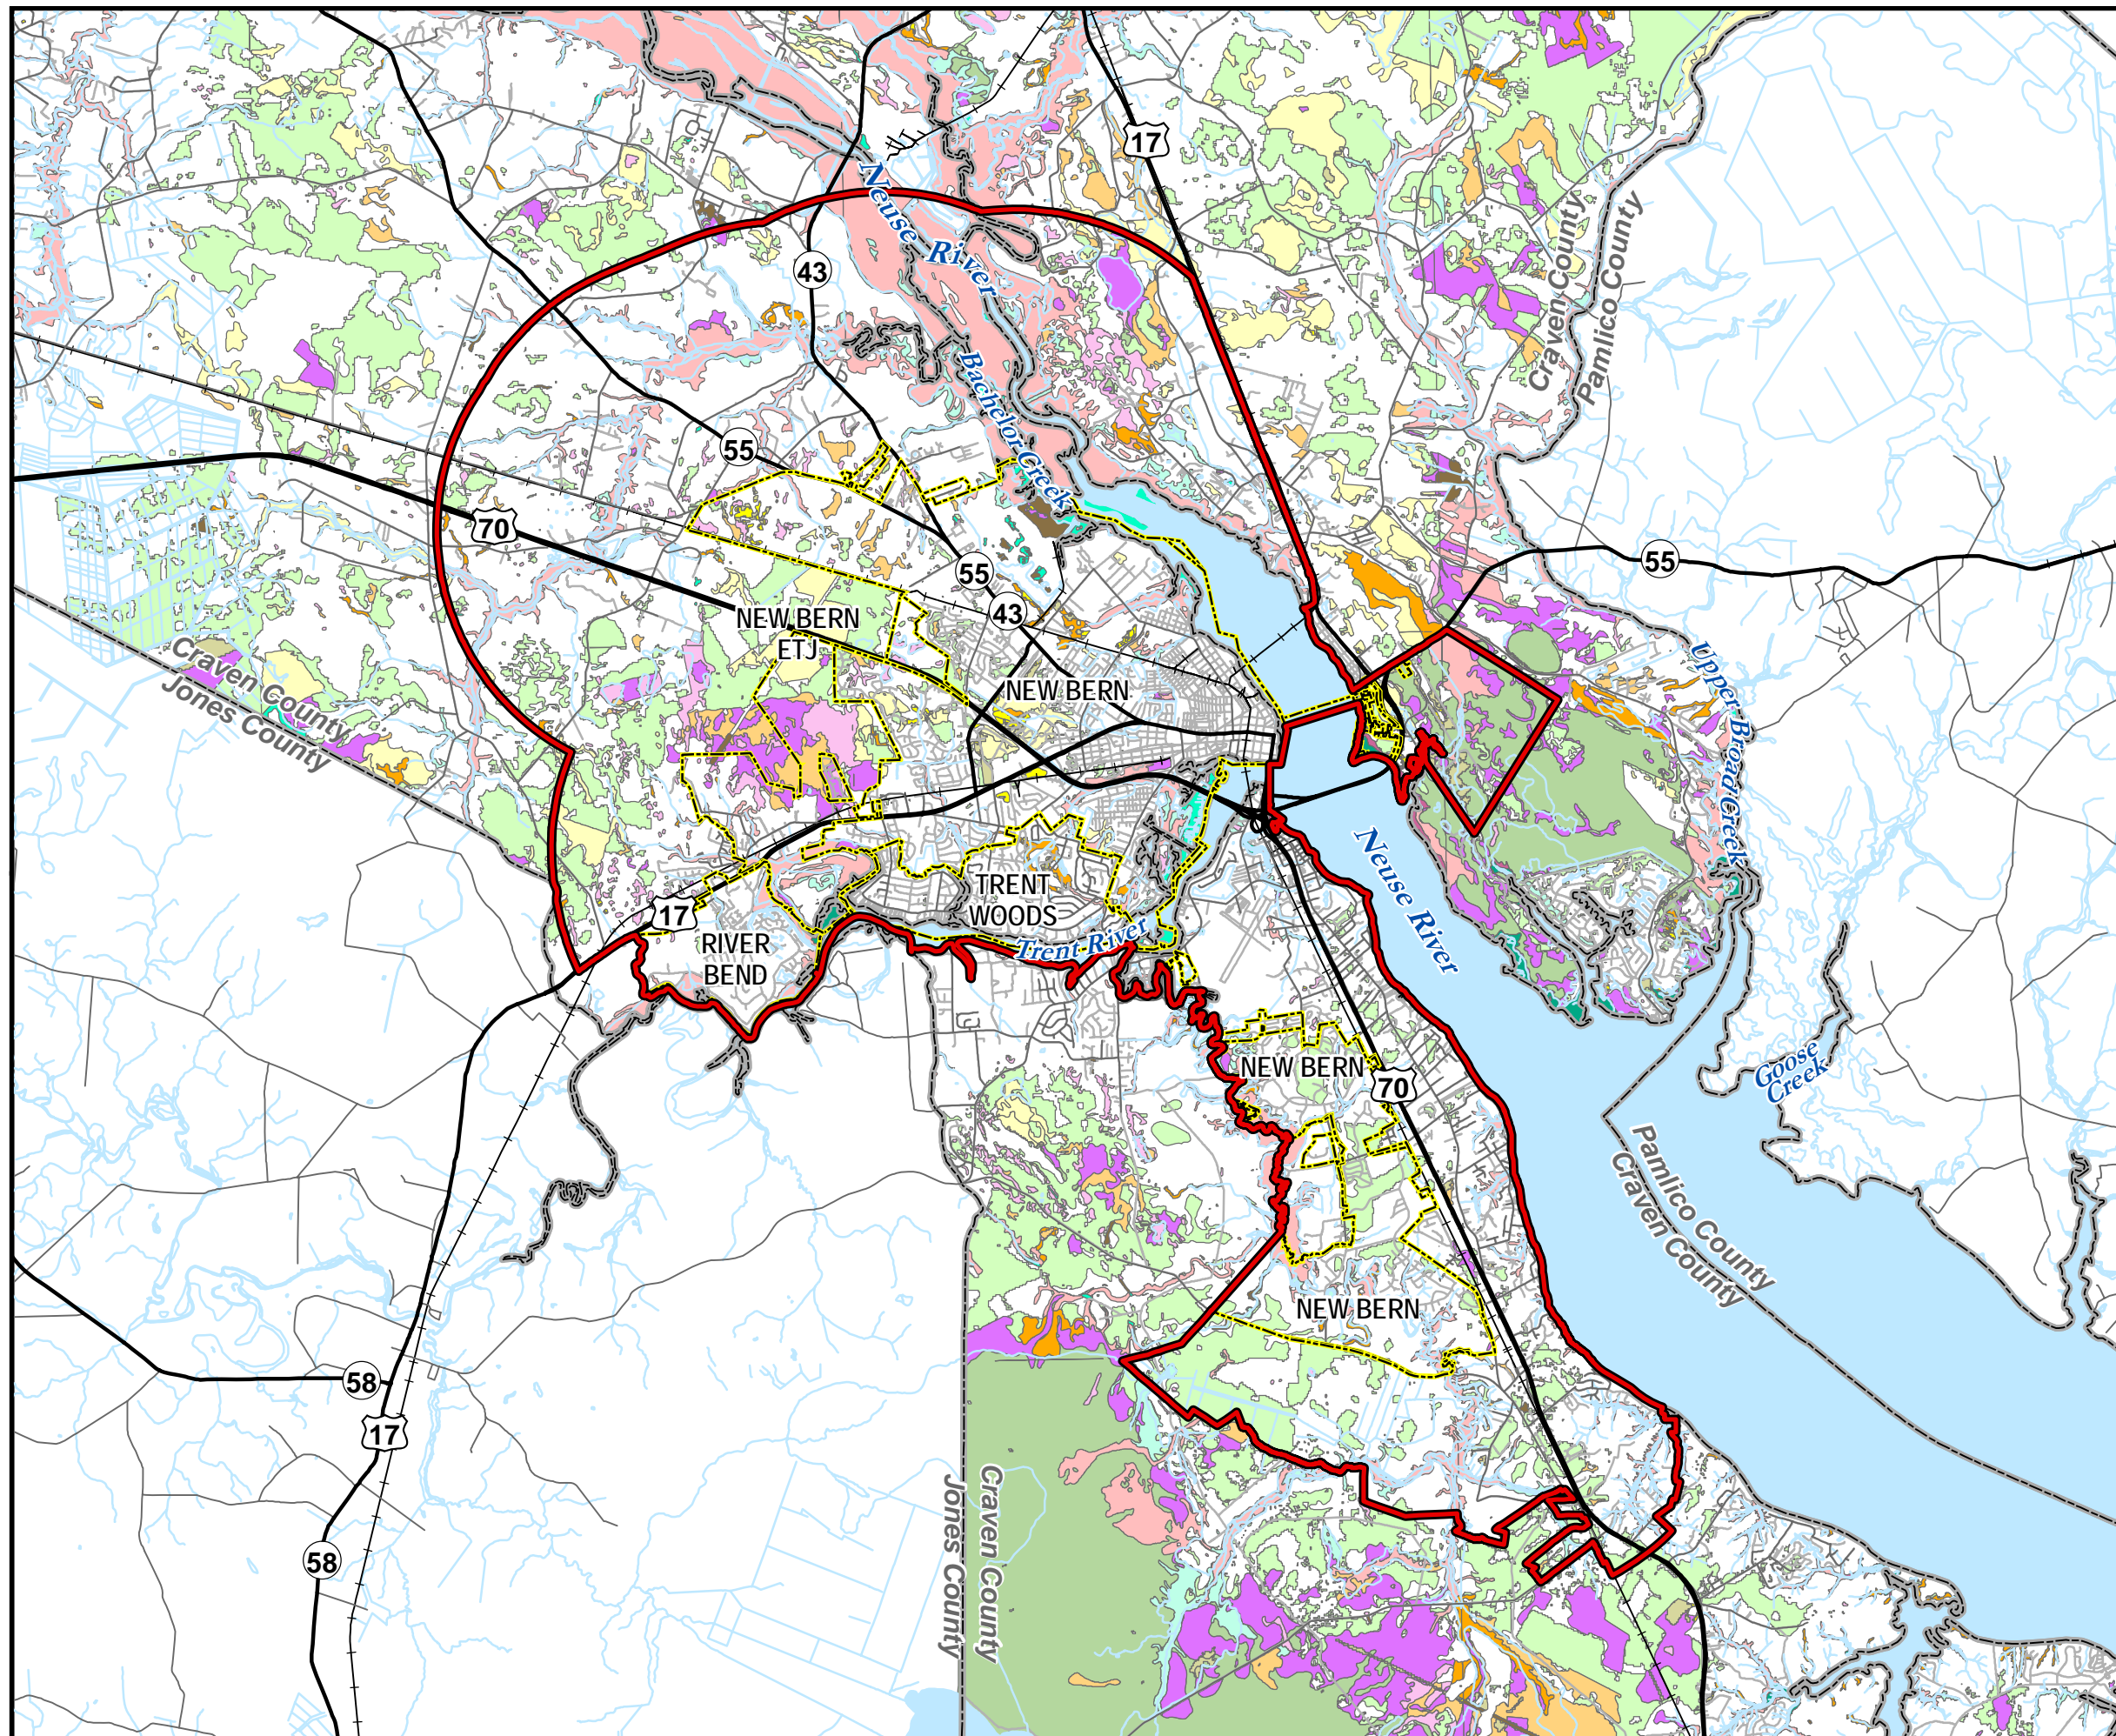 17
Neuse River
43
Craven County
Pamlico County
Bachelor Creek
55
70
55
55
43
NEW BERN
ETJ
NEW BERN
Craven County
Jones County
Upper Broad Creek
Neuse River
TRENT
WOODS
17
RIVER
BEND
Trent River
NEW BERN
70
Goose
Creek
Pamlico County
Craven County
NEW BERN
58
17
58
Craven County
Jones County